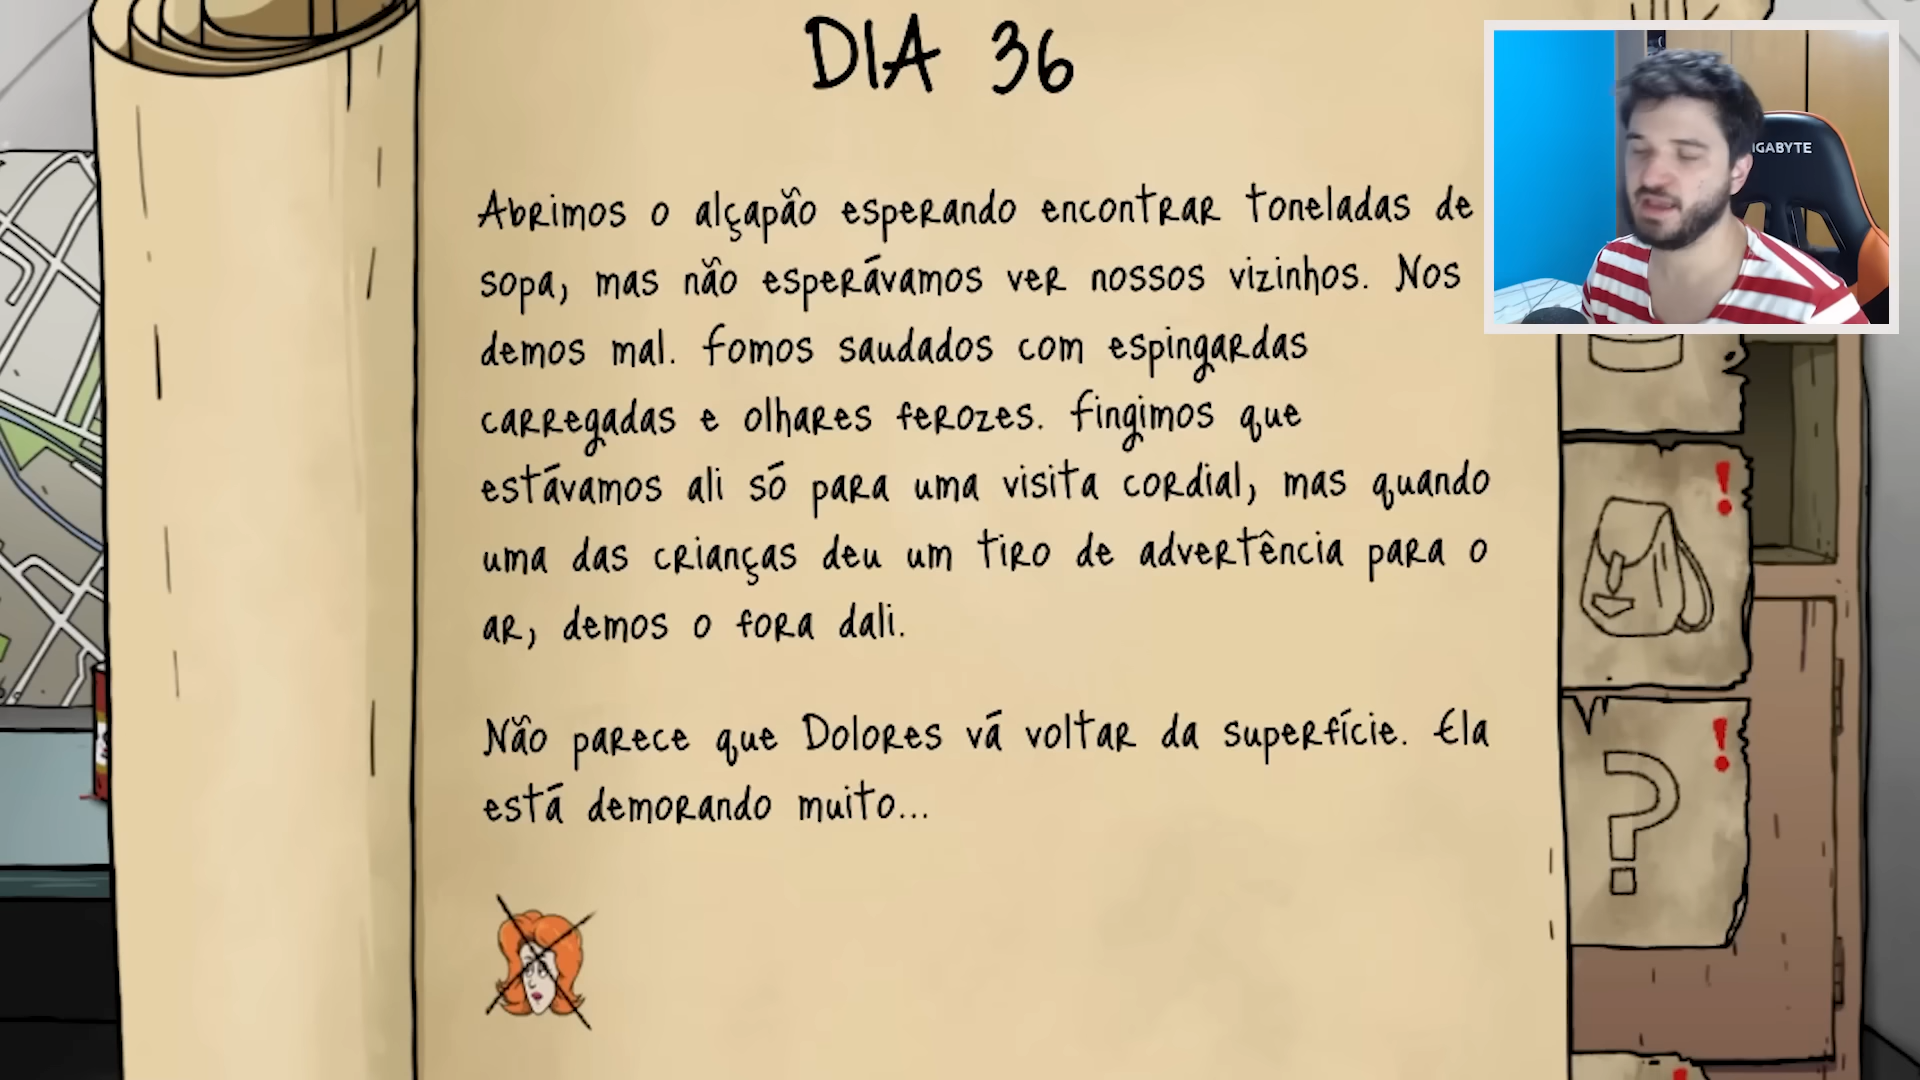 DIA 36
Abrimos o alçapão esperando encontrar toneladas de
sopa, mas não esperávamos ver nossos vizinhos. Nos
demos mal. Fomos saudados com espingardas
carregadas e olhares ferozes. Fingimos que
estávamos ali só para uma visita cordial, mas quando
uma das crianças deu um tiro de advertência para o
ar, demos o fora dali.
Não parece que Dolores vá voltar da superfície. Ela
está demorando muito...
IGABYTE
!
!
?